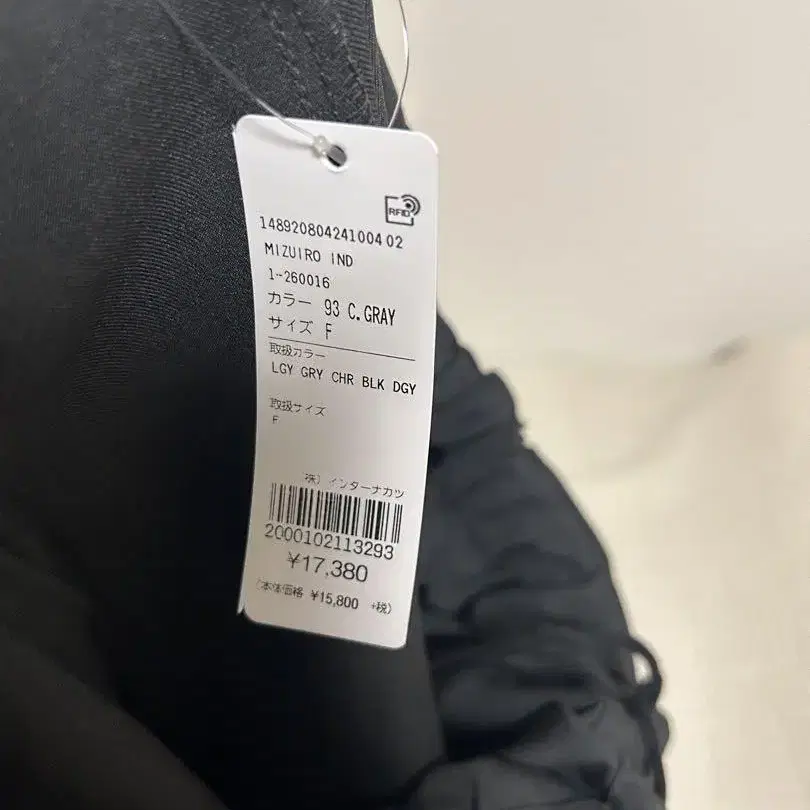 RFID
148920804241004 02
MIZUIRO IND
1-260016
カラー 93 C.GRAY
サイズ F
取扱カラー
LGY GRY CHR BLK DGY
取扱サイズ
F
(株)インターナカツ
2000102113293
¥17,380
(本体価格 ¥15,800 +税)